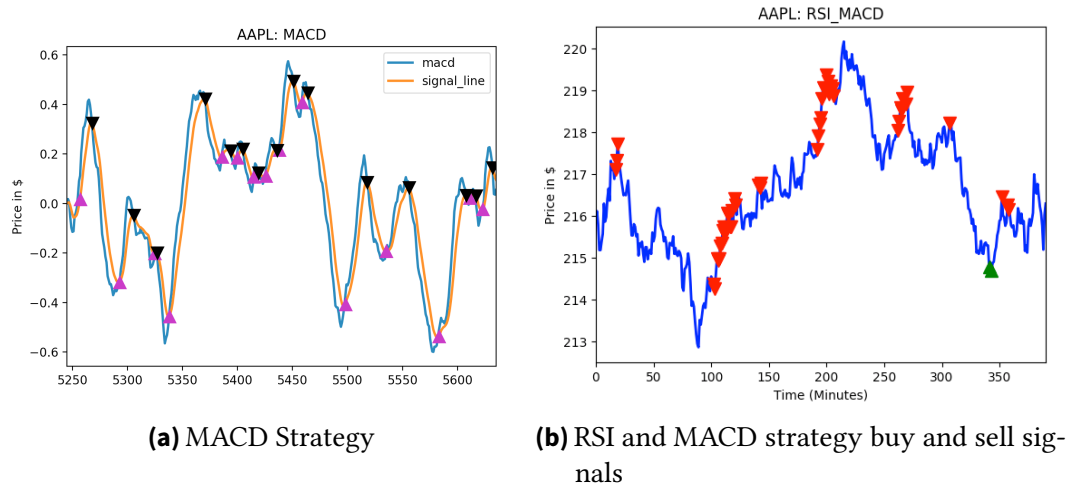 AAPL: MACD
macd
signal_line
Price in $
0.6
0.4
0.2
0.0
−0.2
−0.4
−0.6
5250 5300 5350 5400 5450 5500 5550 5600
(a) MACD Strategy
AAPL: RSI_MACD
Price in $
220
219
218
217
216
215
214
213
0 50 100 150 200 250 300 350
Time (Minutes)
(b) RSI and MACD strategy buy and sell sig-
nals